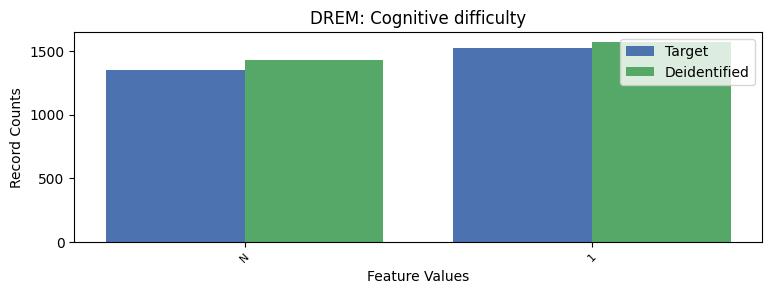 DREM: Cognitive difficulty
Target
Deidentified
1500
1000
500
0
Record Counts
N
1
Feature Values